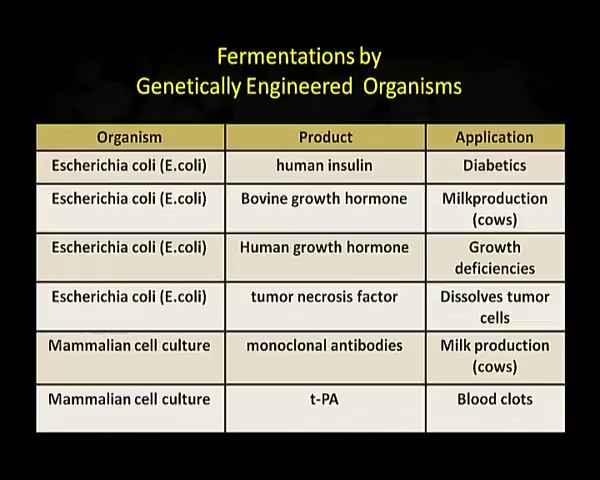 Fermentations by
Genetically Engineered Organisms
Organism Product Application
Escherichia coli (E.coli) human insulin Diabetics
Escherichia coli (E.coli) Bovine growth hormone Milkproduction
(cows)
Escherichia coli (E.coli) Human growth hormone Growth
deficiencies
Escherichia coli (E.coli) tumor necrosis factor Dissolves tumor
cells
Mammalian cell culture monoclonal antibodies Milk production
(cows)
Mammalian cell culture t-PA Blood clots